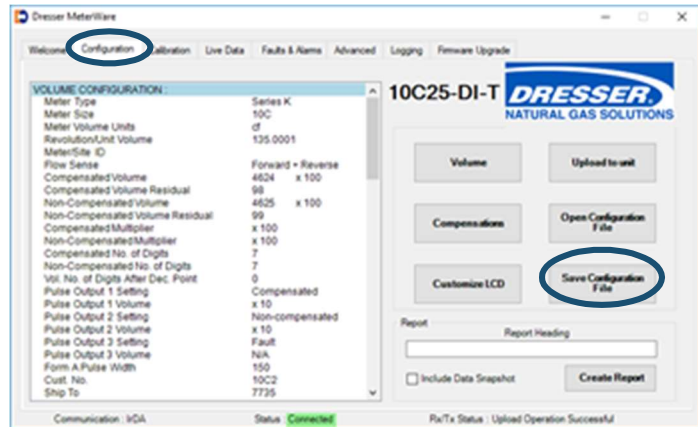 Dresser MeterWare
Welcome Configuration Calibration Live Data Faults & Alarms Advanced Logging Firmware Upgrade
VOLUME CONFIGURATION :
Meter Type Series K
Meter Size 10C
Meter Volume Units cf
Revolution/Unit Volume 135.0001
Meter/Site ID
Flow Sense Forward + Reverse
Compensated Volume 4624 x 100
Compensated Volume Residual 98
Non-Compensated Volume 4625 x 100
Non-Compensated Volume Residual 99
Compensated Multiplier x 100
Non-Compensated Multiplier x 100
Compensated No. of Digits 7
Non-Compensated No. of Digits 7
Vol. No. of Digits After Dec. Point 0
Pulse Output 1 Setting Compensated
Pulse Output 1 Volume x 10
Pulse Output 2 Setting Non-compensated
Pulse Output 2 Volume x 10
Pulse Output 3 Setting Fault
Pulse Output 3 Volume N/A
Form A Pulse Width 150
Cust. No. 10C2
Ship To 7735
10C25-DI-T
DRESSER.
NATURAL GAS SOLUTIONS
Volume
Upload to unit
Compensations
Open Configuration
File
Customize LCD
Save Configuration
File
Report
Report Heading
Include Data Snapshot
Create Report
Communication : IrDA Status : Connected Rx/Tx Status : Upload Operation Successful